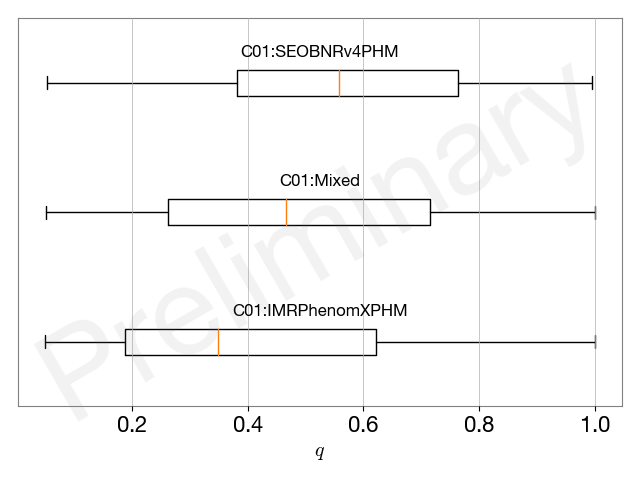 C01:SEOBNRv4PHM
C01:Mixed
C01:IMRPhenomXPHM
Preliminary
0.2 0.4 0.6 0.8 1.0
q